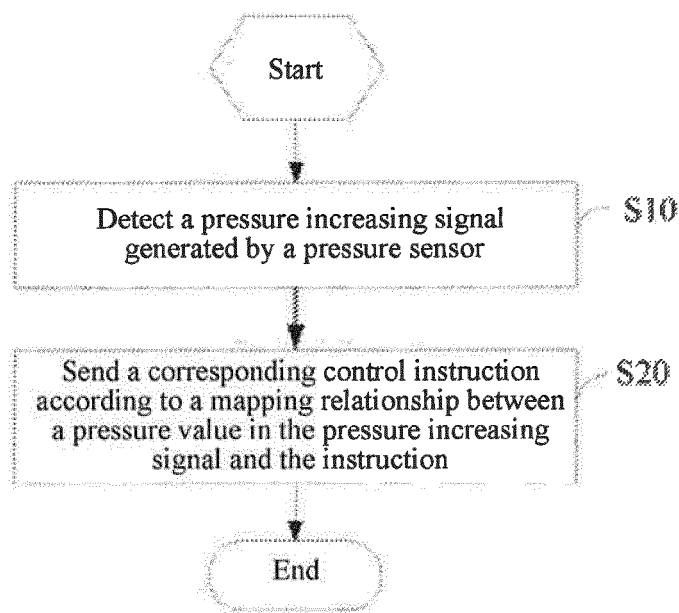 Start
Detect a pressure increasing signal
generated by a pressure sensor
S10
Send a corresponding control instruction
according to a mapping relationship between
a pressure value in the pressure increasing
signal and the instruction
S20
End